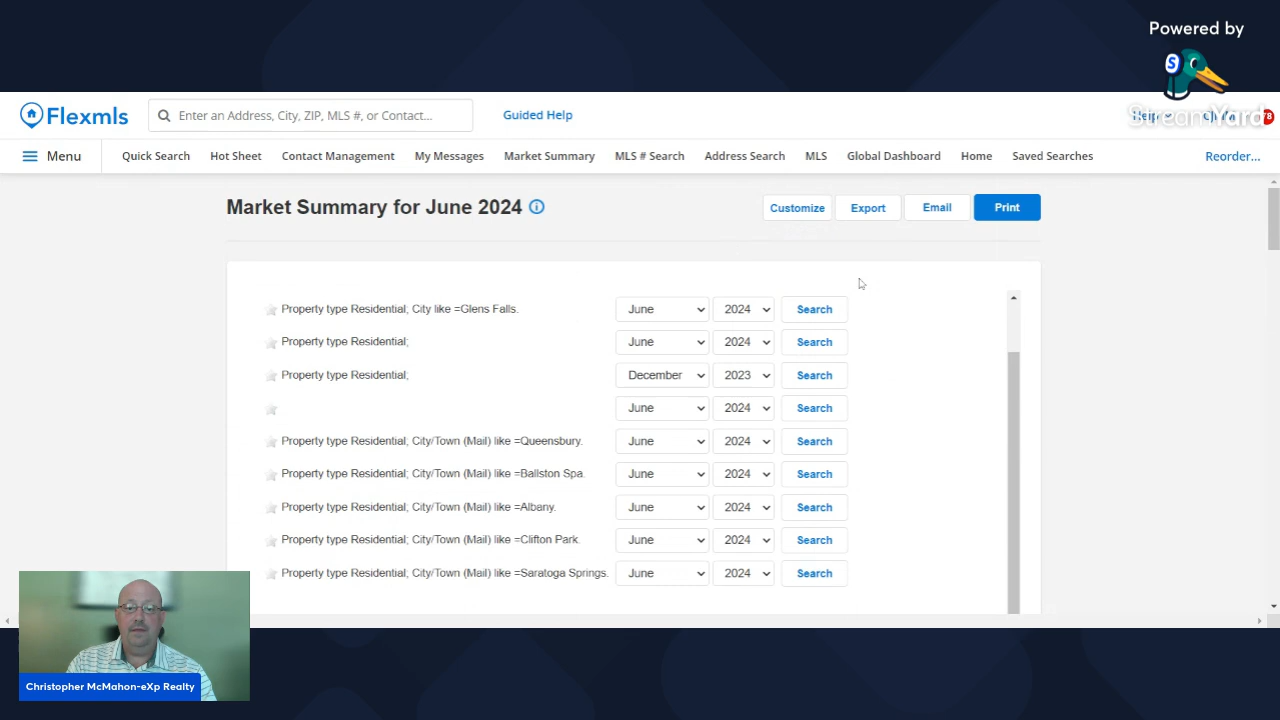 Powered by
S
StreamYard
Flexmls
Enter an Address, City, ZIP, MLS #, or Contact...
Guided Help
Help
78
Menu
Quick Search
Hot Sheet
Contact Management
My Messages
Market Summary
MLS # Search
Address Search
MLS
Global Dashboard
Home
Saved Searches
Reorder...
Market Summary for June 2024
Customize
Export
Email
Print
Property type Residential; City like =Glens Falls. June 2024 Search
Property type Residential; June 2024 Search
Property type Residential; December 2023 Search
June 2024 Search
Property type Residential; City/Town (Mail) like =Queensbury. June 2024 Search
Property type Residential; City/Town (Mail) like =Ballston Spa. June 2024 Search
Property type Residential; City/Town (Mail) like =Albany. June 2024 Search
Property type Residential; City/Town (Mail) like =Clifton Park. June 2024 Search
Property type Residential; City/Town (Mail) like =Saratoga Springs. June 2024 Search
Christopher McMahon-eXp Realty